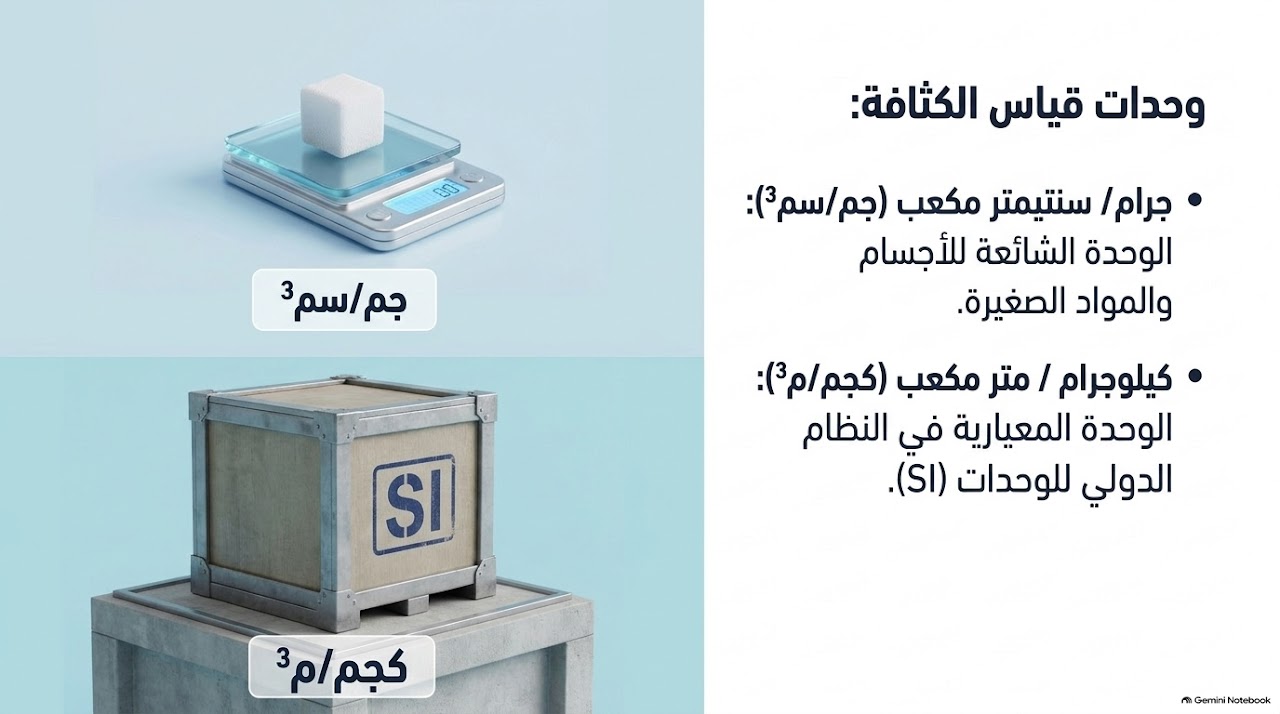 وحدات قياس الكثافة:
• جرام/ سنتيمتر مكعب (جم/سم³):
الوحدة الشائعة للأجسام
والمواد الصغيرة.
• كيلوجرام / متر مكعب (كجم/م³):
الوحدة المعيارية في النظام
الدولي للوحدات (SI).
جم/سم³
SI
كجم/م³
Gemini Notebook